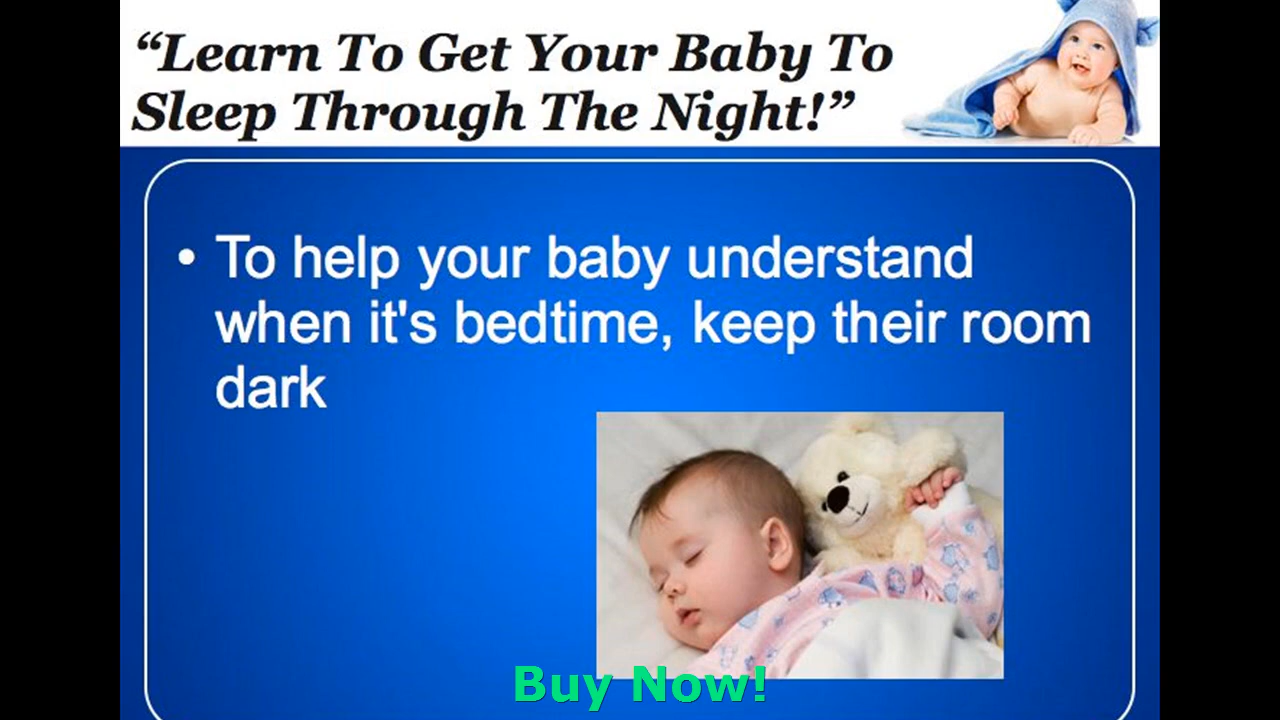 “Learn To Get Your Baby To
Sleep Through The Night!”
• To help your baby understand
when it's bedtime, keep their room
dark
Buy Now!